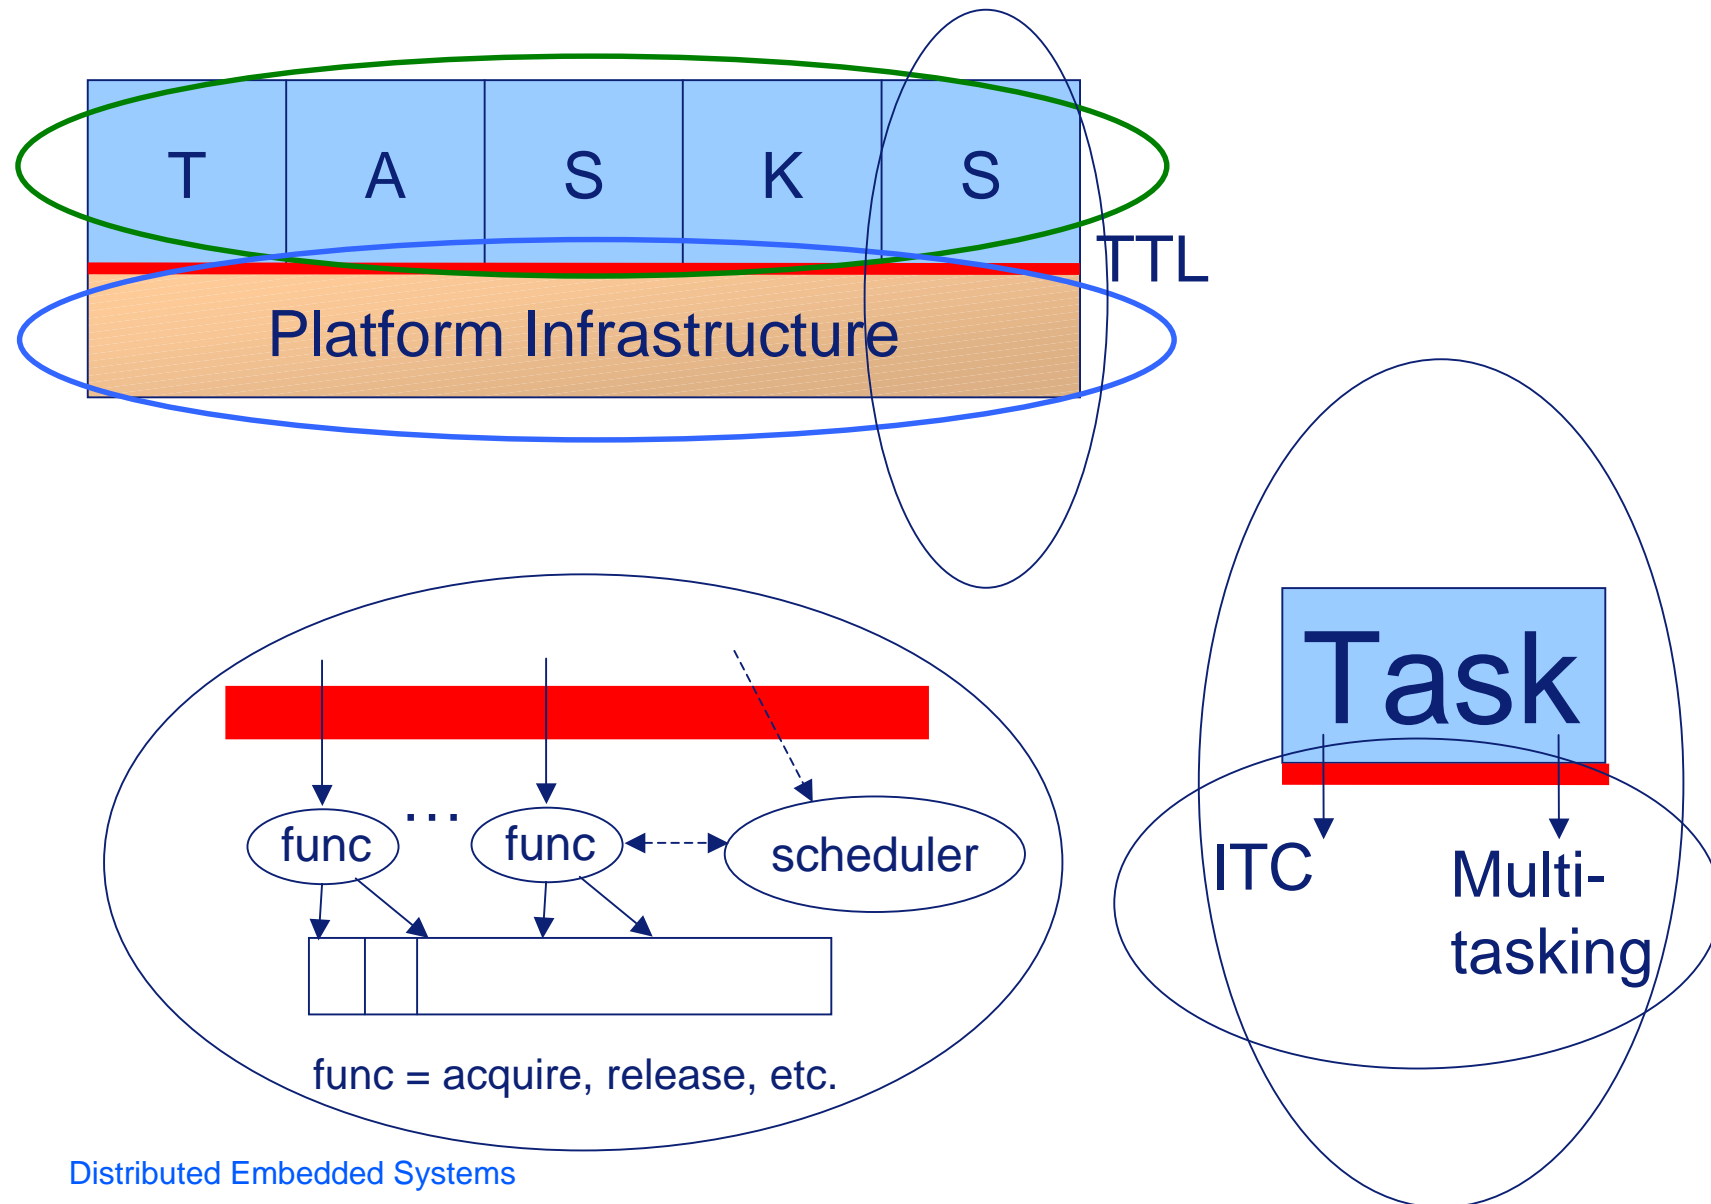 T A S K S
TTL
Platform Infrastructure
Task
ITC
Multi-
tasking
func
...
func
scheduler
func = acquire, release, etc.
Distributed Embedded Systems